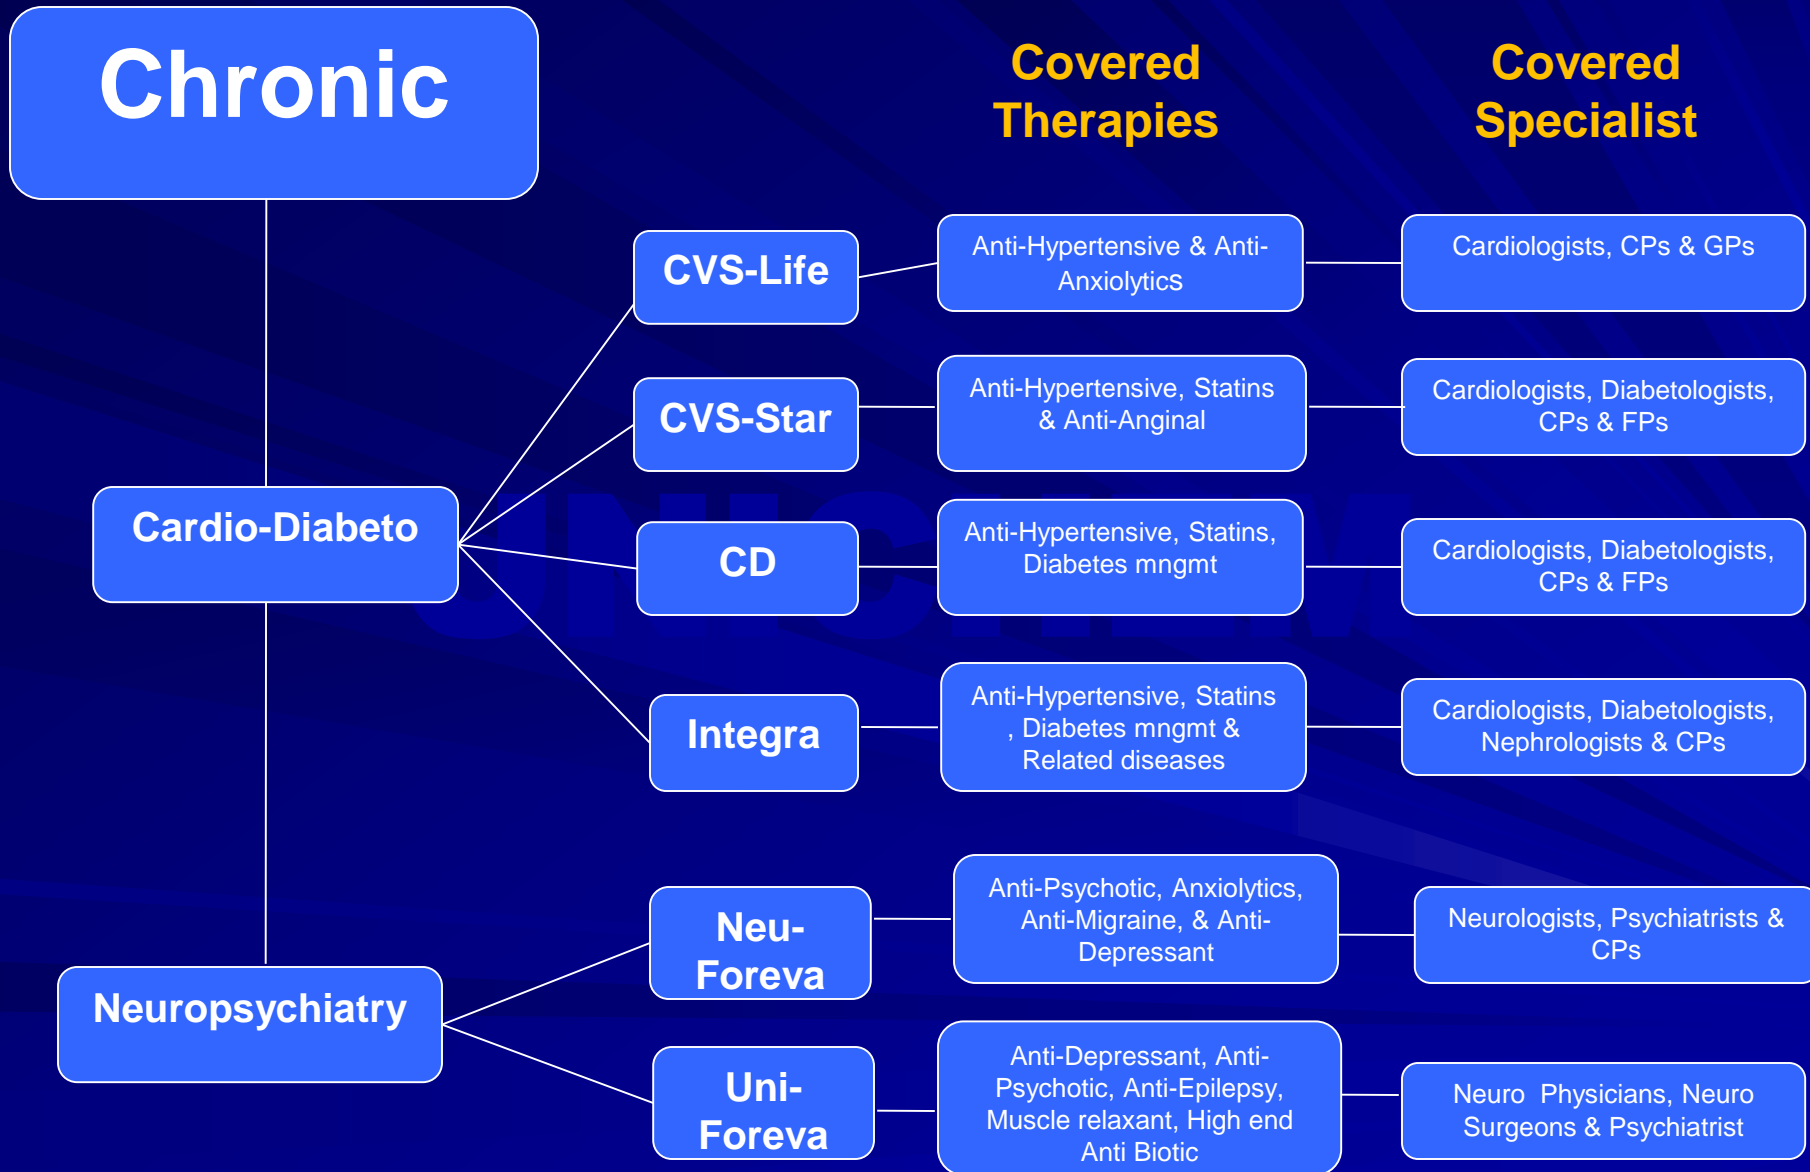 Chronic
Covered
Therapies
Covered
Specialist
CVS-Life
Anti-Hypertensive & Anti-
Anxiolytics
Cardiologists, CPs & GPs
CVS-Star
Anti-Hypertensive, Statins
& Anti-Anginal
Cardiologists, Diabetologists,
CPs & FPs
Cardio-Diabeto
CD
Anti-Hypertensive, Statins,
Diabetes mngmt
Cardiologists, Diabetologists,
CPs & FPs
UNICHEM
Integra
Anti-Hypertensive, Statins
, Diabetes mngmt &
Related diseases
Cardiologists, Diabetologists,
Nephrologists & CPs
Neuropsychiatry
Neu-
Foreva
Anti-Psychotic, Anxiolytics,
Anti-Migraine, & Anti-
Depressant
Neurologists, Psychiatrists &
CPs
Uni-
Foreva
Anti-Depressant, Anti-
Psychotic, Anti-Epilepsy,
Muscle relaxant, High end
Anti Biotic
Neuro  Physicians, Neuro
Surgeons & Psychiatrist